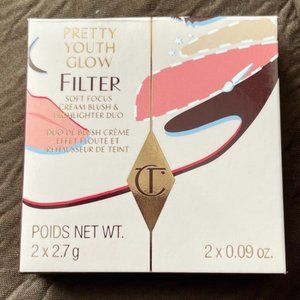 PRETTY
YOUTH
GLOW
FILTER
SOFT FOCUS
CREAM BLUSH &
HIGHLIGHTER DUO
DUO DE BLUSH CRÈME
EFFET FLOUTÉ ET
REHAUSSEUR DE TEINT
CT
POIDS NET WT.
2 x 2.7 g
2 x 0.09 oz.